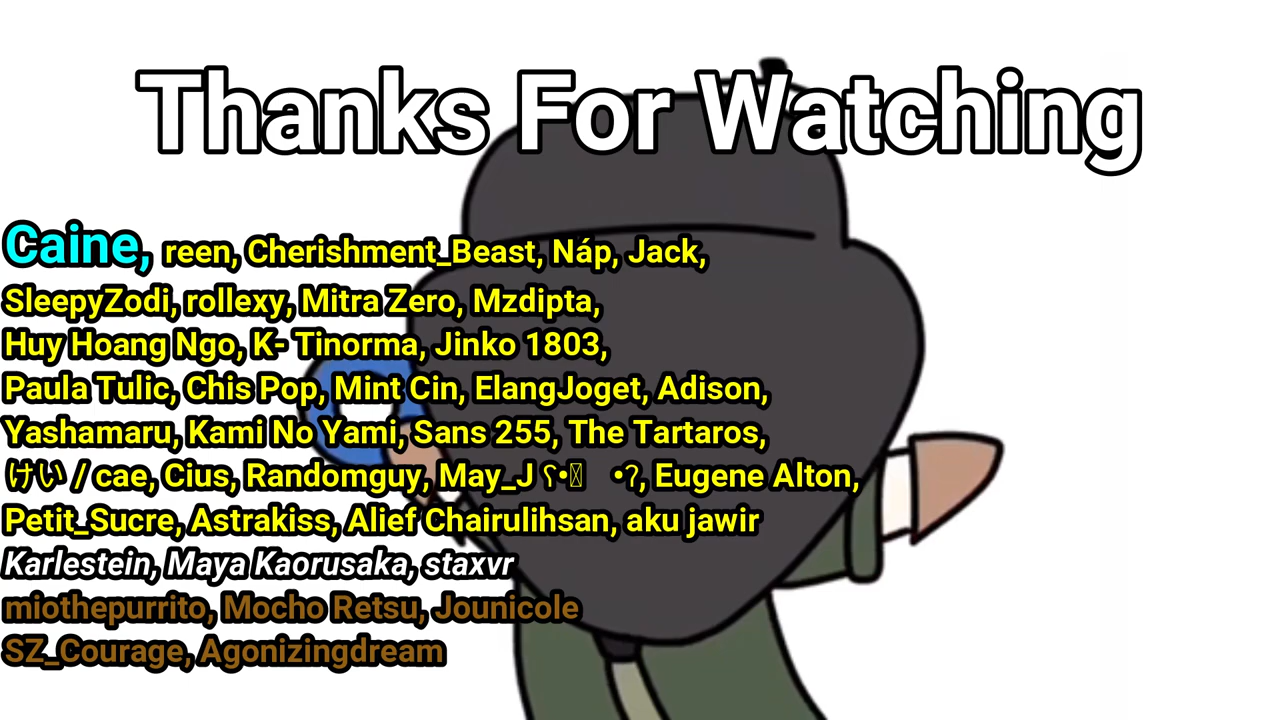 Thanks For Watching
Caine, reen, Cherishment_Beast, Náp, Jack,
SleepyZodi, rollexy, Mitra Zero, Mzdipta,
Huy Hoang Ngo, K- Tinorma, Jinko 1803,
Paula Tulic, Chis Pop, Mint Cin, ElangJoget, Adison,
Yashamaru, Kami No Yami, Sans 255, The Tartaros,
けい / cae, Cius, Randomguy, May_J ʕ• •ʔ, Eugene Alton,
Petit_Sucre, Astrakiss, Alief Chairulihsan, aku jawir
Karlestein, Maya Kaorusaka, staxvr
miothepurrito, Mocho Retsu, Jounicole
SZ_Courage, Agonizingdream